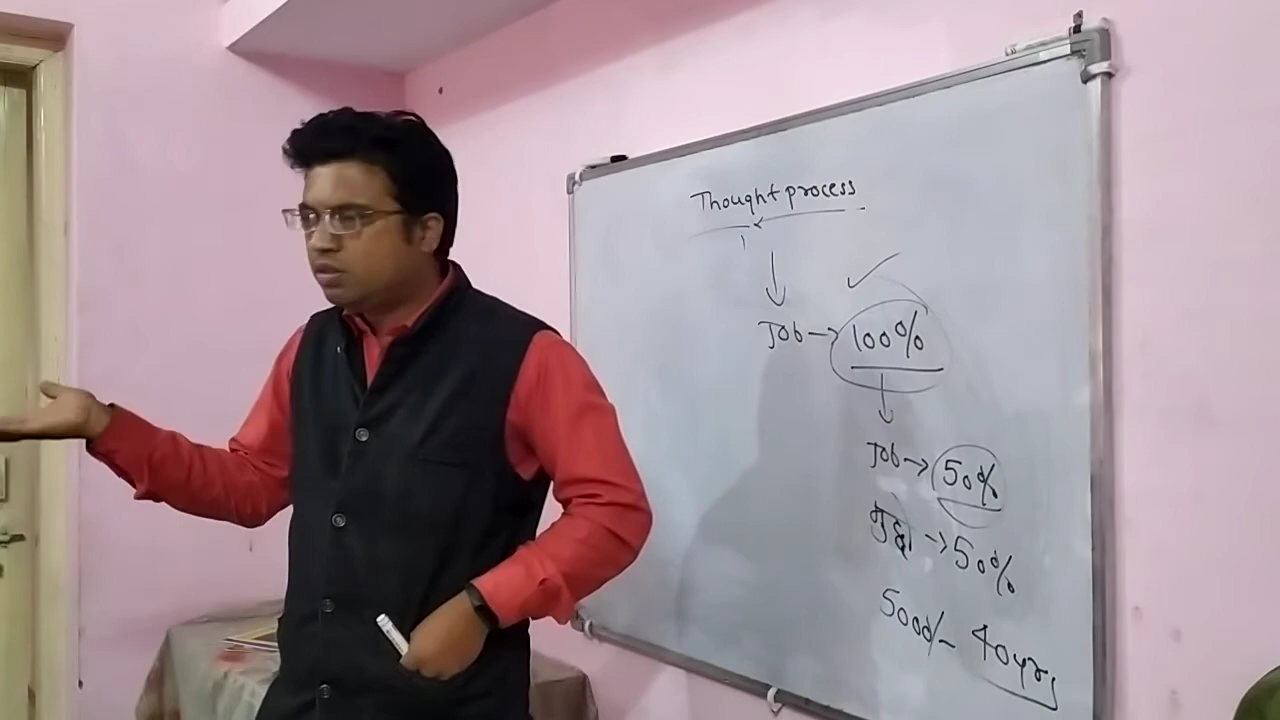 Thought process
Job → 100%
Job → 50%
मुद्दा → 50%
5000/- 40yrs